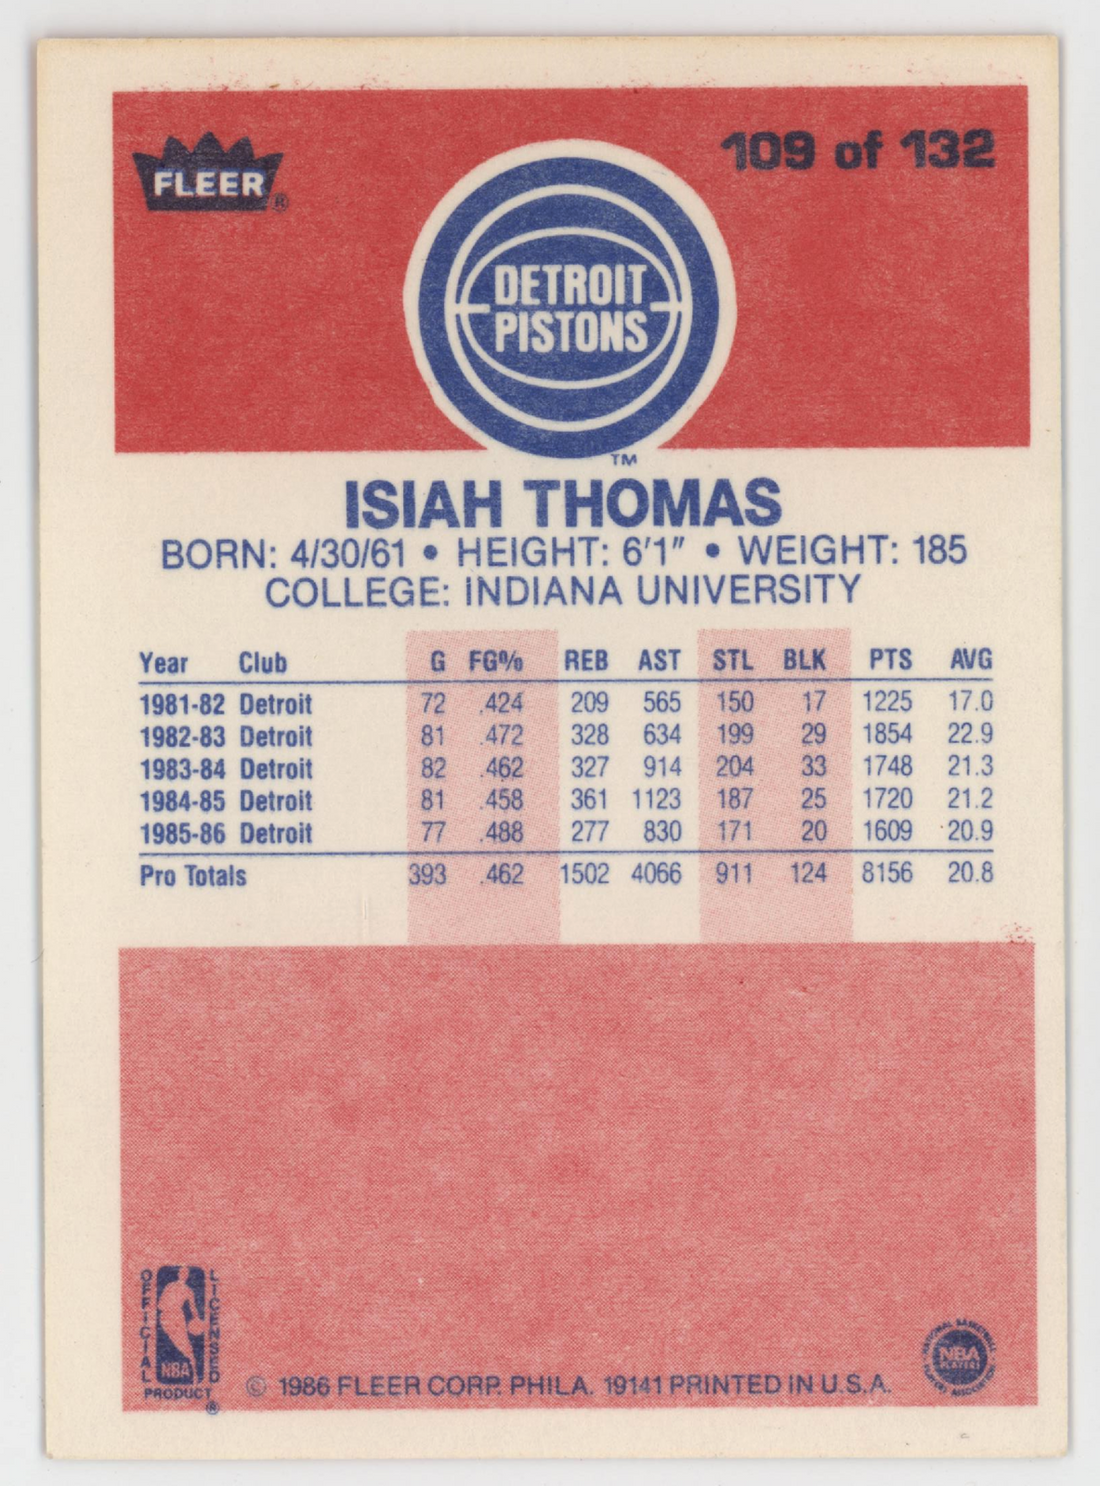 FLEER®
109 of 132
DETROIT
PISTONS
TM
ISIAH THOMAS
BORN: 4/30/61 • HEIGHT: 6'1" • WEIGHT: 185
COLLEGE: INDIANA UNIVERSITY
Year Club G FG% REB AST STL BLK PTS AVG
1981-82 Detroit 72 .424 209 565 150 17 1225 17.0
1982-83 Detroit 81 .472 328 634 199 29 1854 22.9
1983-84 Detroit 82 .462 327 914 204 33 1748 21.3
1984-85 Detroit 81 .458 361 1123 187 25 1720 21.2
1985-86 Detroit 77 .488 277 830 171 20 1609 20.9
Pro Totals 393 .462 1502 4066 911 124 8156 20.8
OFFICIAL LICENSED
NBA
PRODUCT ®
© 1986 FLEER CORP. PHILA. 19141 PRINTED IN U.S.A.
NATIONAL BASKETBALL
NBA
PLAYERS
PLAYERS ASSOCIATION